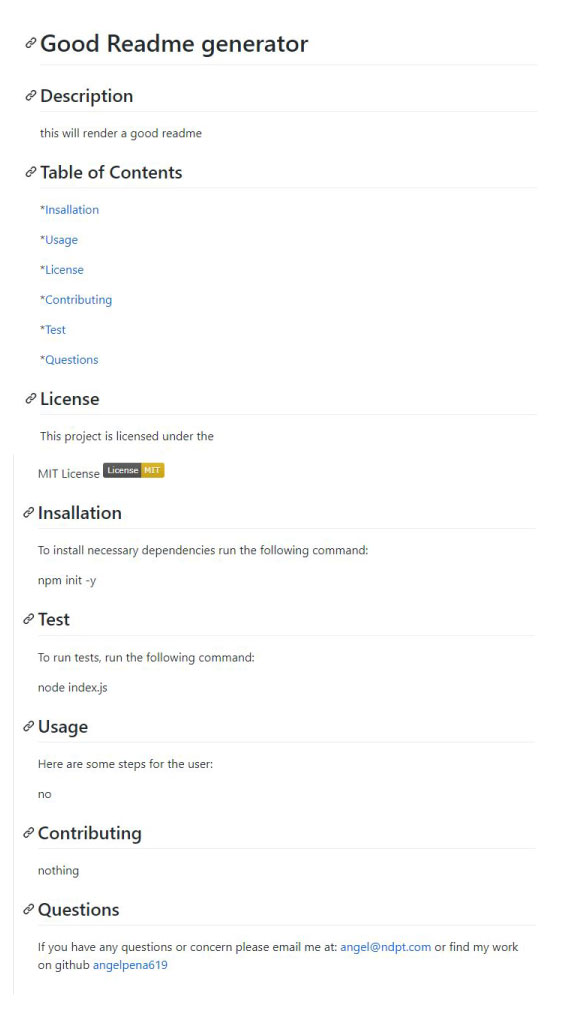 Good Readme generator
Description
this will render a good readme
Table of Contents
*Insallation
*Usage
*License
*Contributing
*Test
*Questions
License
This project is licensed under the
MIT License License MIT
Insallation
To install necessary dependencies run the following command:
npm init -y
Test
To run tests, run the following command:
node index.js
Usage
Here are some steps for the user:
no
Contributing
nothing
Questions
If you have any questions or concern please email me at: angel@ndpt.com or find my work
on github angelpena619